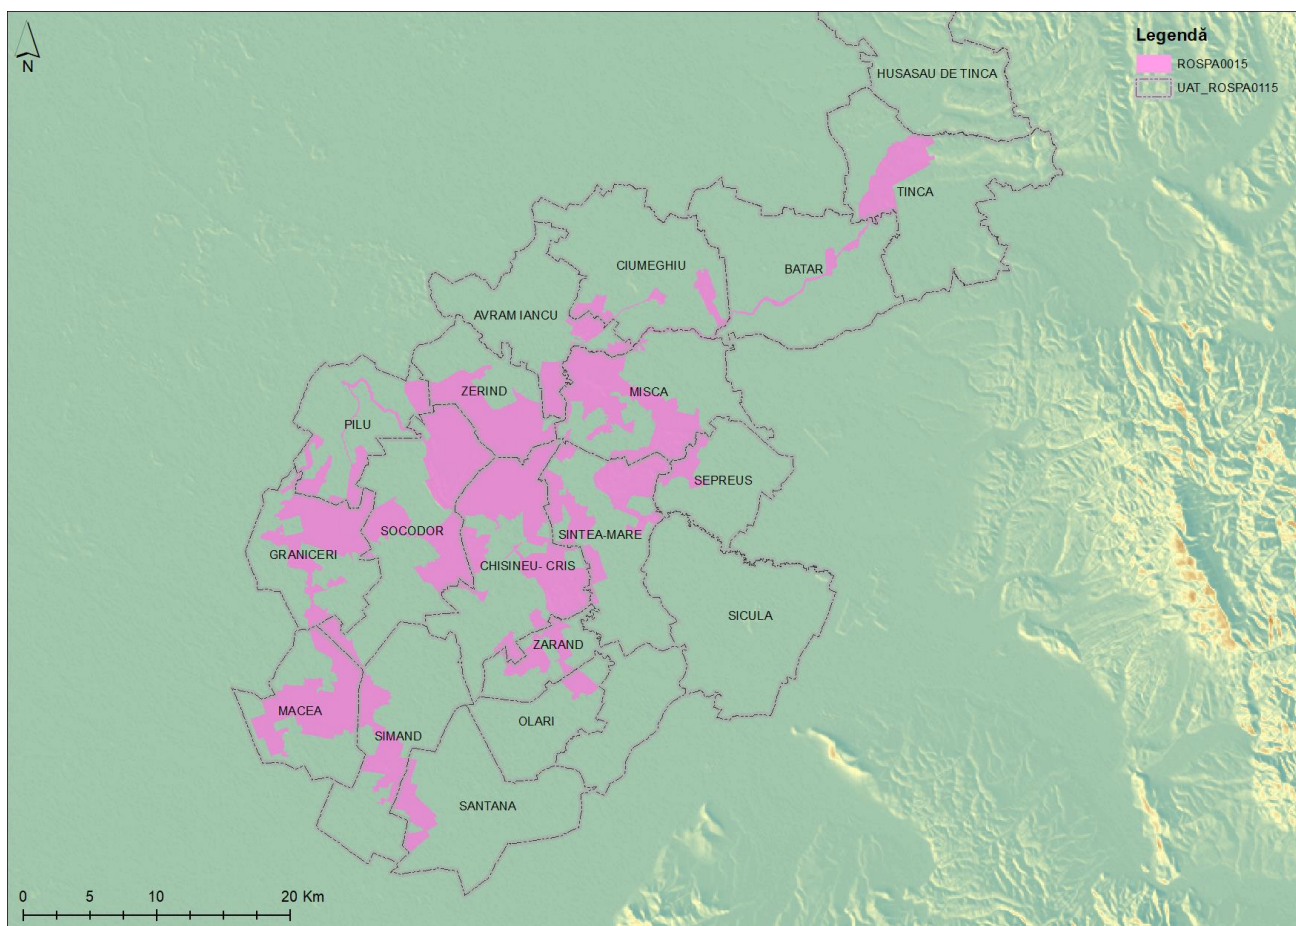 N
Legendă
ROSPA0015
UAT_ROSPA0115
HUSASAU DE TINCA
TINCA
CIUMEGHIU
BATAR
AVRAM IANCU
ZERIND
MISCA
PILU
SEPREUS
SOCODOR
SINTEA-MARE
GRANICERI
CHISINEU- CRIS
SICULA
ZARAND
MACEA
OLARI
SIMAND
SANTANA
0 5 10 20 Km